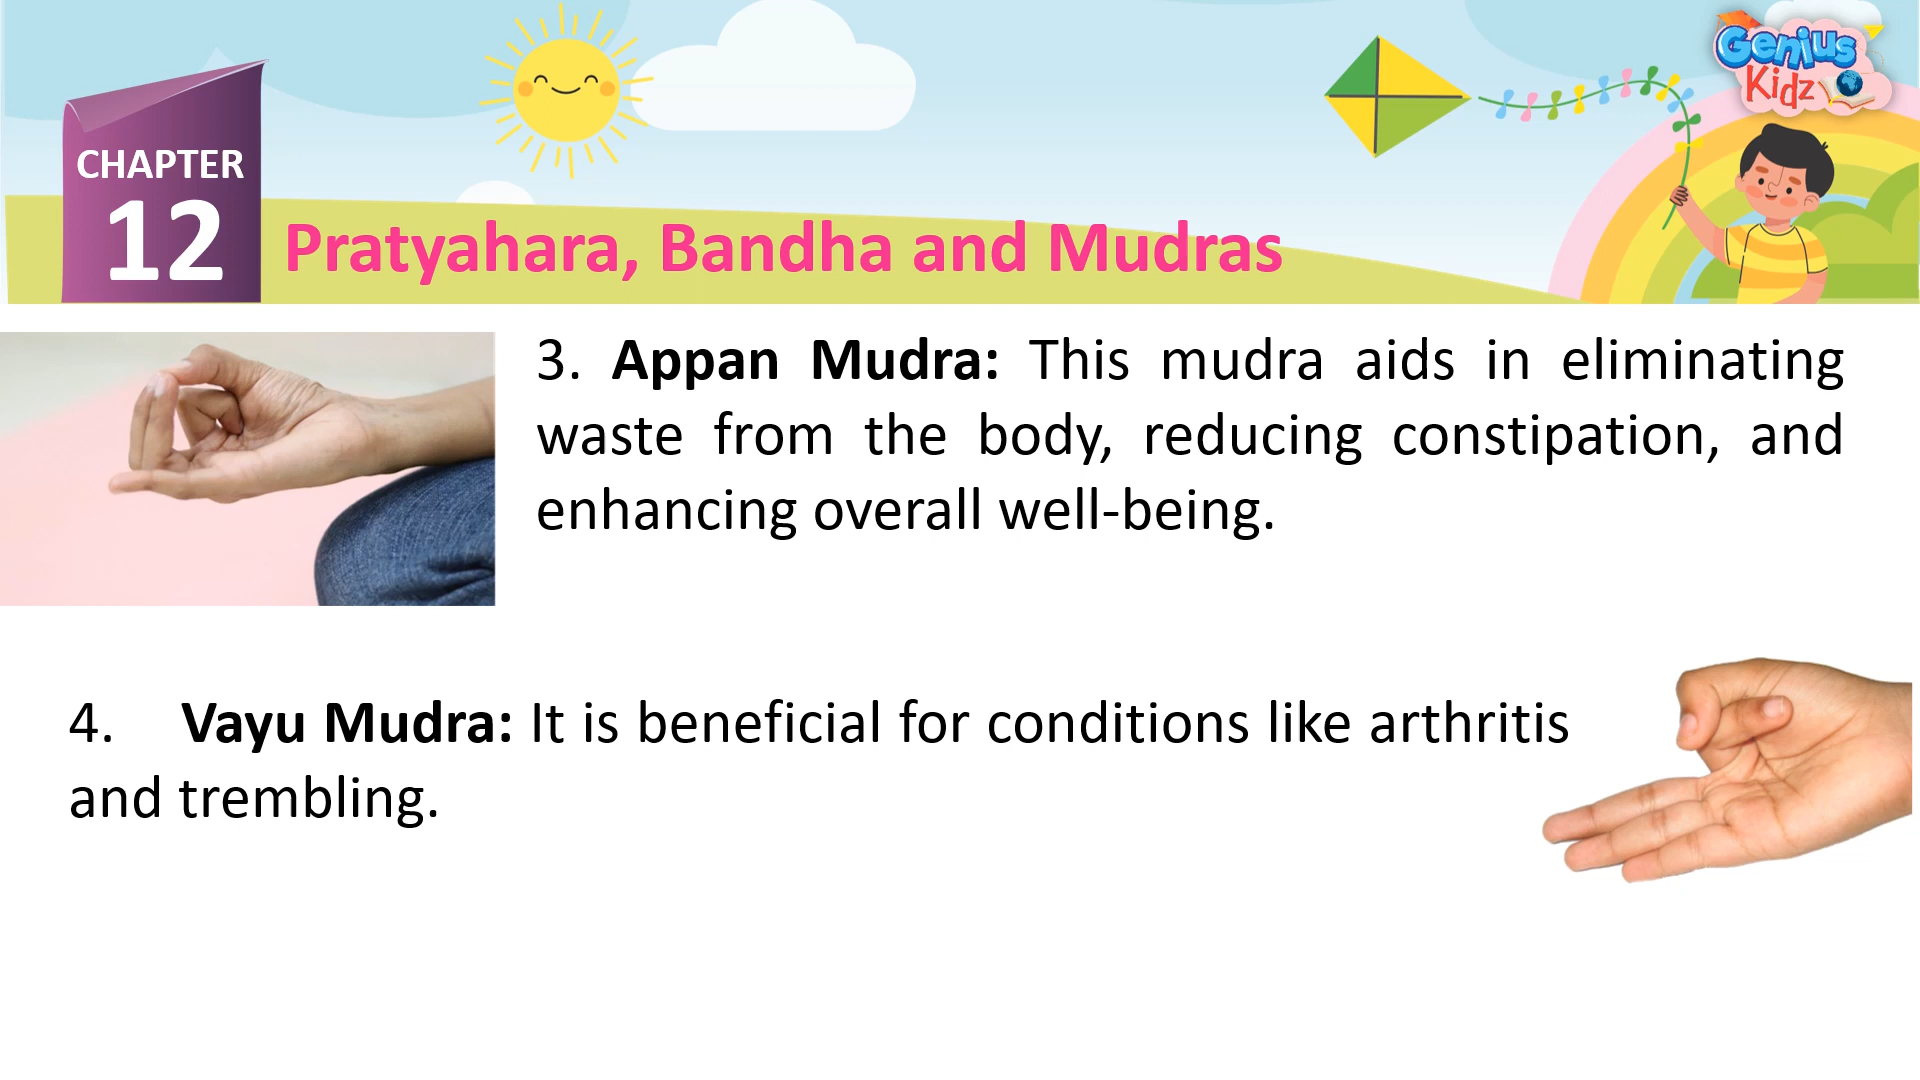 Genius
Kidz
CHAPTER
12
Pratyahara, Bandha and Mudras
3. Appan Mudra: This mudra aids in eliminating
waste from the body, reducing constipation, and
enhancing overall well-being.
4. Vayu Mudra: It is beneficial for conditions like arthritis
and trembling.